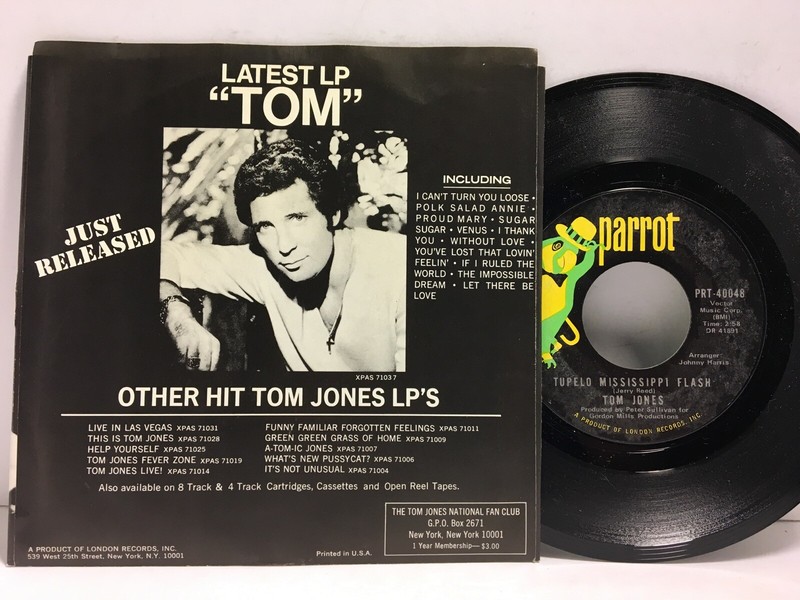 LATEST LP
"TOM"
JUST
RELEASED
INCLUDING
I CAN'T TURN YOU LOOSE •
POLK SALAD ANNIE •
PROUD MARY • SUGAR
SUGAR • VENUS • I THANK
YOU • WITHOUT LOVE •
YOU'VE LOST THAT LOVIN'
FEELIN' • IF I RULED THE
WORLD • THE IMPOSSIBLE
DREAM • LET THERE BE
LOVE
XPAS 71037
OTHER HIT TOM JONES LP'S
LIVE IN LAS VEGAS XPAS 71031
THIS IS TOM JONES XPAS 71028
HELP YOURSELF XPAS 71025
TOM JONES FEVER ZONE XPAS 71019
TOM JONES LIVE! XPAS 71014
FUNNY FAMILIAR FORGOTTEN FEELINGS XPAS 71011
GREEN GREEN GRASS OF HOME XPAS 71009
A-TOM-IC JONES XPAS 71007
WHAT'S NEW PUSSYCAT? XPAS 71006
IT'S NOT UNUSUAL XPAS 71004
Also available on 8 Track & 4 Track Cartridges, Cassettes and Open Reel Tapes.
THE TOM JONES NATIONAL FAN CLUB
G.P.O. Box 2671
New York, New York 10001
1 Year Membership—$3.00
A PRODUCT OF LONDON RECORDS, INC.
539 West 25th Street, New York, N.Y. 10001
Printed in U.S.A.
parrot
PRT-40048
Vector
Music Corp.
(BMI)
Time: 2:58
DR 41891
Arranger:
Johnny Harris
TUPELO MISSISSIPPI FLASH
(Jerry Reed)
TOM JONES
Produced by Peter Sullivan for
Gordon Mills Productions
A PRODUCT OF LONDON RECORDS, INC.